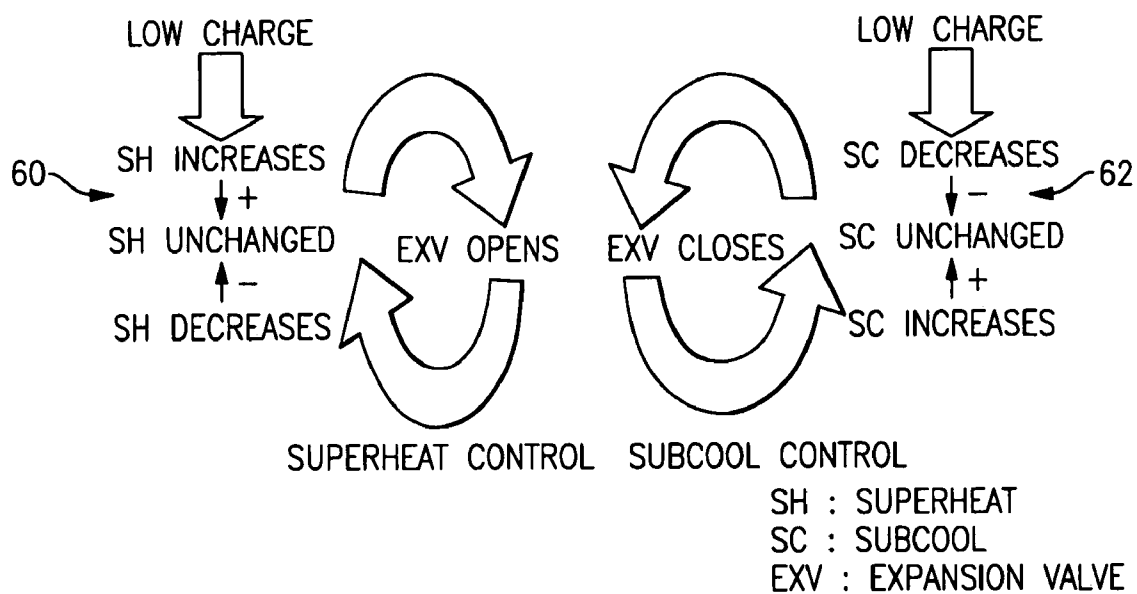 LOW CHARGE
SH INCREASES
60
+
SH UNCHANGED
-
SH DECREASES
EXV OPENS
SUPERHEAT CONTROL
LOW CHARGE
SC DECREASES
62
-
SC UNCHANGED
+
SC INCREASES
EXV CLOSES
SUBCOOL CONTROL
SH : SUPERHEAT
SC : SUBCOOL
EXV : EXPANSION VALVE